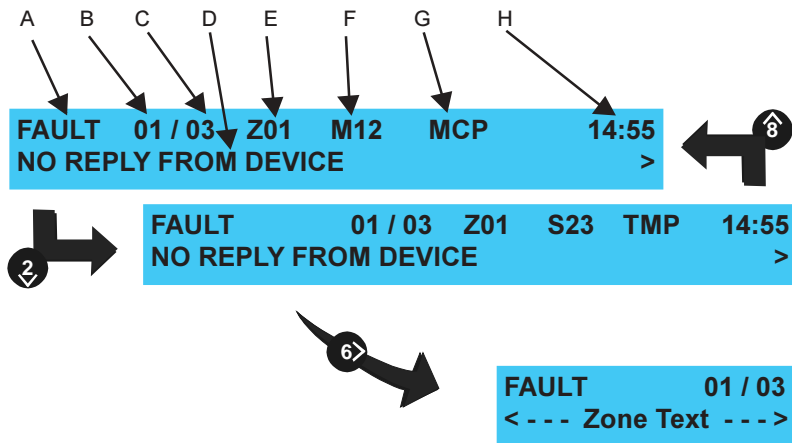 A B C D E F G H
FAULT 01 / 03 Z01 M12 MCP 14:55
NO REPLY FROM DEVICE >
8
FAULT 01 / 03 Z01 S23 TMP 14:55
NO REPLY FROM DEVICE >
2
6
FAULT 01 / 03
< - - - Zone Text - - - >